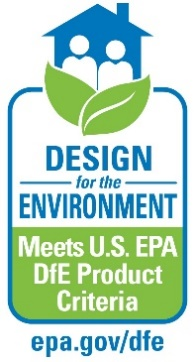 DESIGN
for the
ENVIRONMENT
Meets U.S. EPA
DfE Product
Criteria
epa.gov/dfe